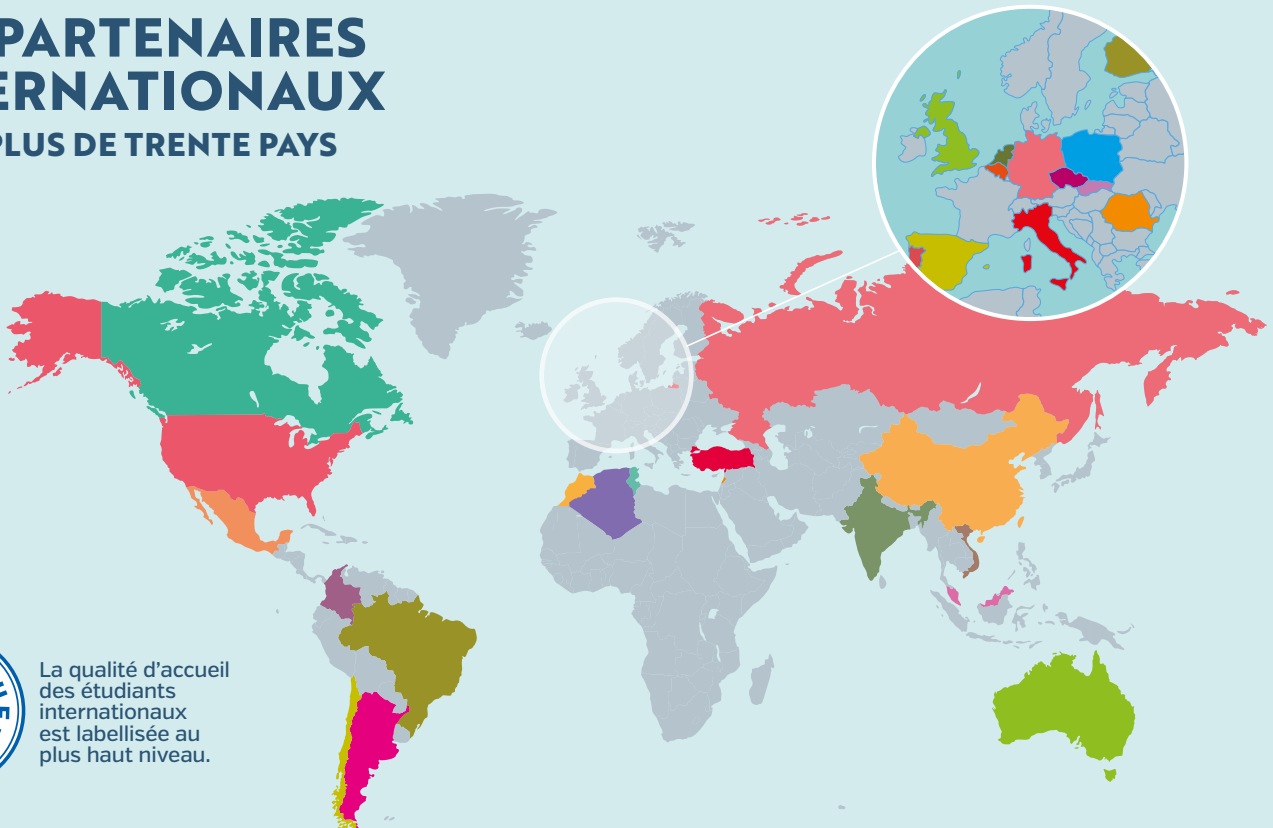 PARTENAIRES
ERNATIONAUX
PLUS DE TRENTE PAYS
La qualité d’accueil
des étudiants
internationaux
est labellisée au
plus haut niveau.